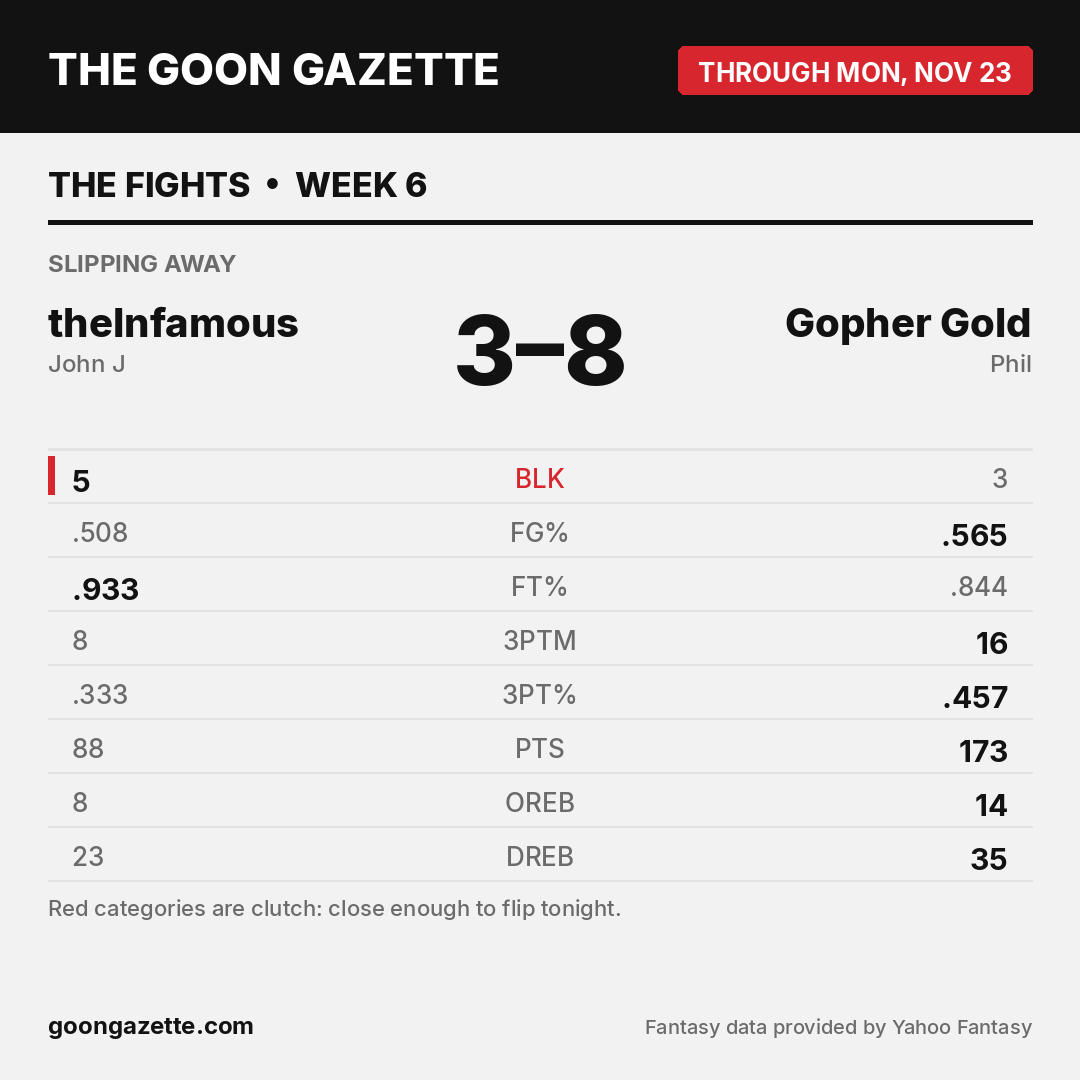 THE GOON GAZETTE
THROUGH MON, NOV 23
THE FIGHTS • WEEK 6
SLIPPING AWAY
theInfamous 3–8 Gopher Gold
John J Phil
5 BLK 3
.508 FG% .565
.933 FT% .844
8 3PTM 16
.333 3PT% .457
88 PTS 173
8 OREB 14
23 DREB 35
Red categories are clutch: close enough to flip tonight.
goongazette.com Fantasy data provided by Yahoo Fantasy